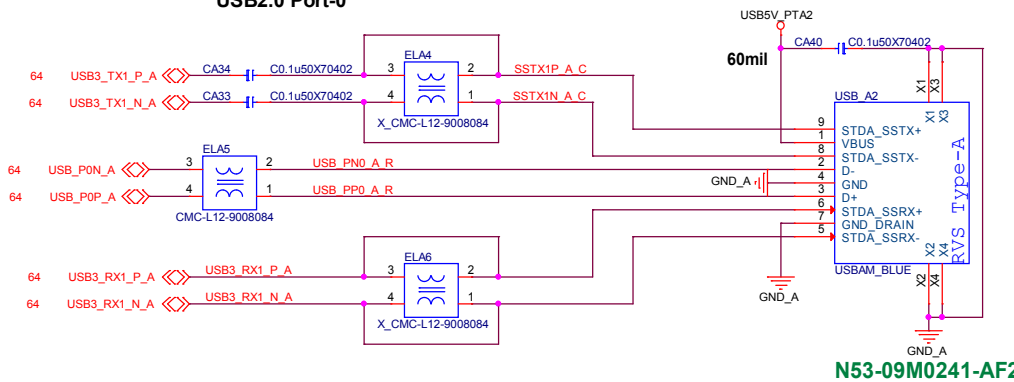 USB2.0 Port-0
USB5V_PTA2
CA40
C0.1u50X70402
60mil
ELA4
64
USB3_TX1_P_A
CA34
C0.1u50X70402
3
2
SSTX1P_A_C
64
USB3_TX1_N_A
CA33
C0.1u50X70402
4
1
SSTX1N_A_C
X_CMC-L12-9008084
X1
X3
USB_A2
X1
X3
9
STDA_SSTX+
1
VBUS
8
STDA_SSTX-
2
D-
4
GND
3
D+
6
STDA_SSRX+
7
GND_DRAIN
5
STDA_SSRX-
RVS Type-A
X2
X4
USBAM_BLUE
X2
X4
ELA5
64
USB_P0N_A
3
2
USB_PN0_A_R
64
USB_P0P_A
4
1
USB_PP0_A_R
CMC-L12-9008084
GND_A
ELA6
64
USB3_RX1_P_A
USB3_RX1_P_A
3
2
64
USB3_RX1_N_A
USB3_RX1_N_A
4
1
X_CMC-L12-9008084
GND_A
GND_A
N53-09M0241-AF2